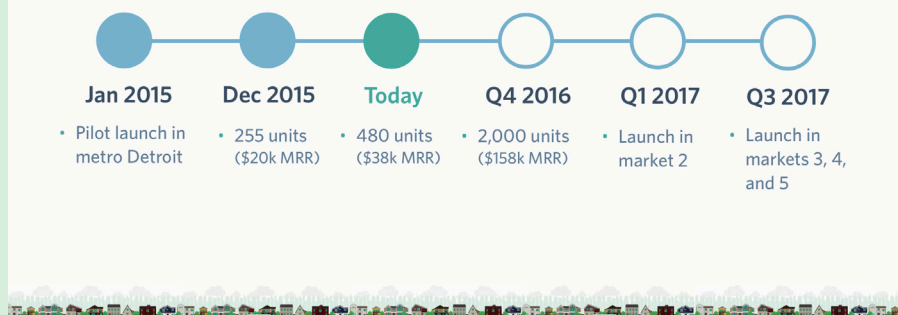 Jan 2015
Dec 2015
Today
Q4 2016
Q1 2017
Q3 2017
• Pilot launch in
metro Detroit
• 255 units
($20k MRR)
• 480 units
($38k MRR)
• 2,000 units
($158k MRR)
• Launch in
market 2
• Launch in
markets 3, 4,
and 5